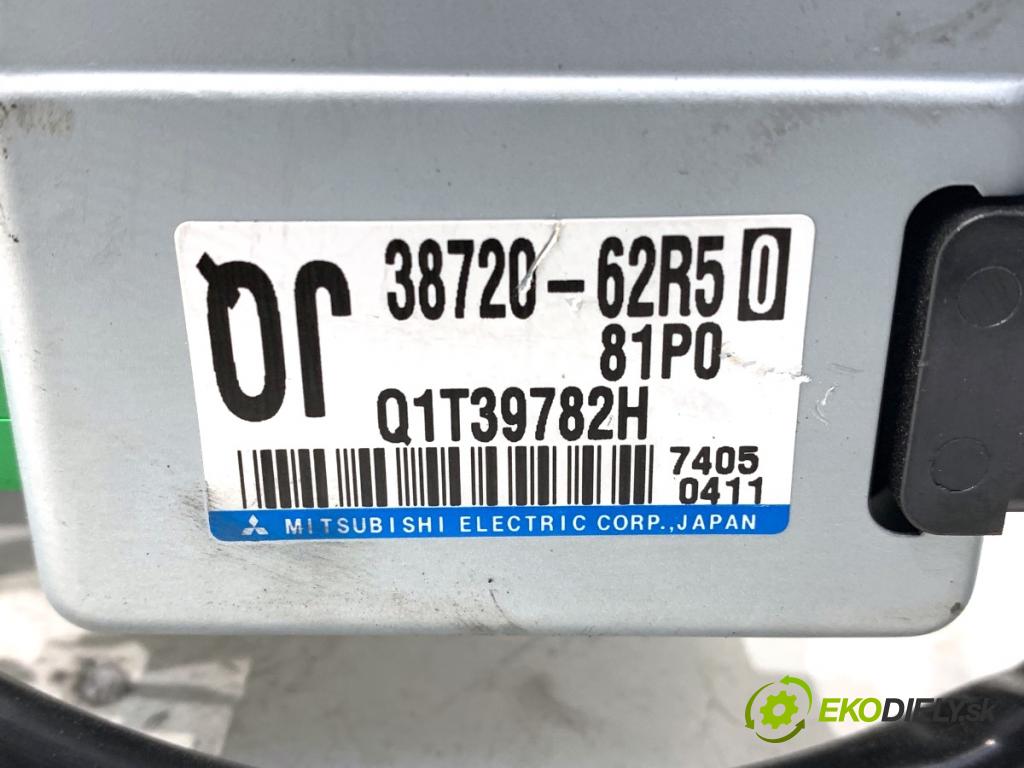 38720-62R5 0
81P0
Q1T39782H
7405
0411
MITSUBISHI ELECTRIC CORP., JAPAN
EKODIELY.sk